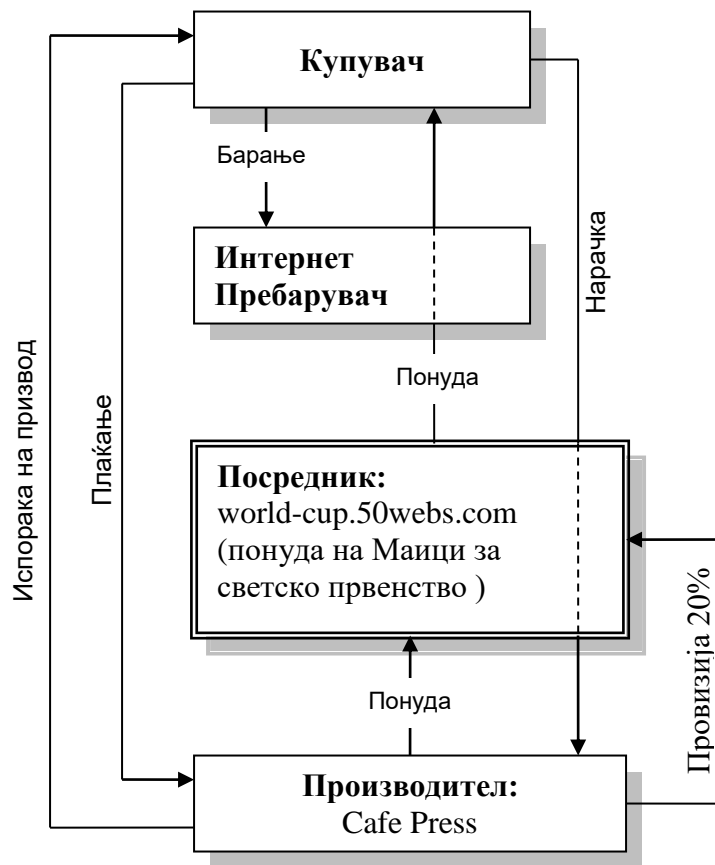 Купувач
Барање
Интернет
Пребарувач
Нарачка
Понуда
Испорака на призвод
Плаќање
Посредник:
world-cup.50webs.com
(понуда на Маици за
светско првенство )
Провизија 20%
Понуда
Производител:
Cafe Press